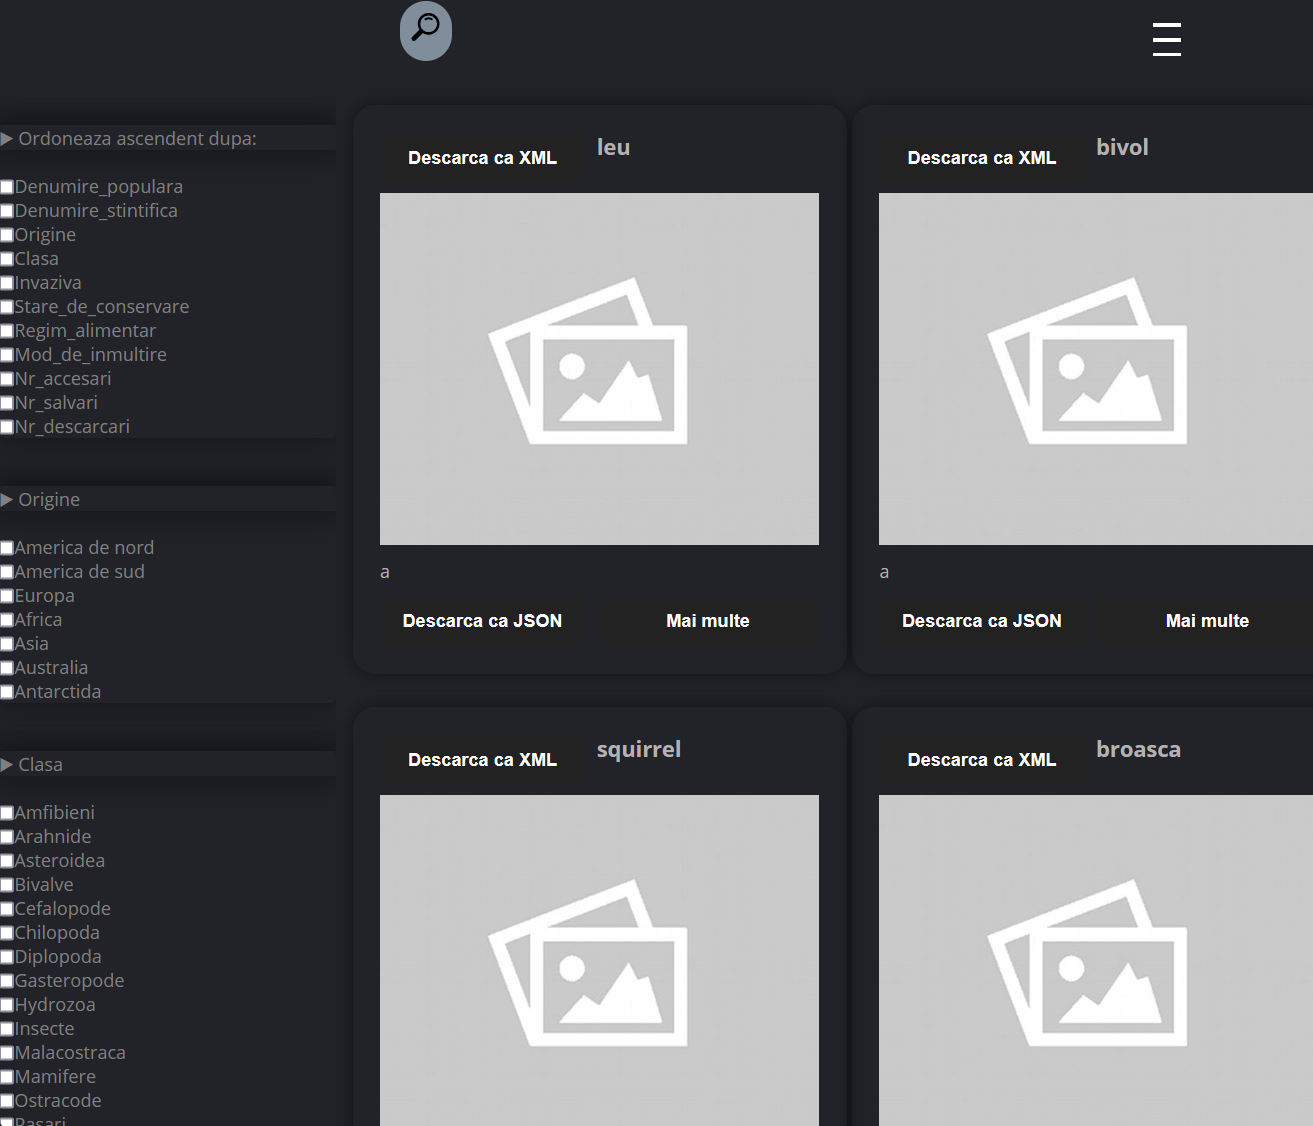 Ordoneaza ascendent dupa:
Denumire_populara
Denumire_stintifica
Origine
Clasa
Invaziva
Stare_de_conservare
Regim_alimentar
Mod_de_inmultire
Nr_accesari
Nr_salvari
Nr_descarcari
Origine
America de nord
America de sud
Europa
Africa
Asia
Australia
Antarctida
Clasa
Amfibieni
Arahnide
Asteroidea
Bivalve
Cefalopode
Chilopoda
Diplopoda
Gasteropode
Hydrozoa
Insecte
Malacostraca
Mamifere
Ostracode
Pasari
Descarca ca XML
leu
a
Descarca ca JSON
Mai multe
Descarca ca XML
bivol
a
Descarca ca JSON
Mai multe
Descarca ca XML
squirrel
Descarca ca XML
broasca